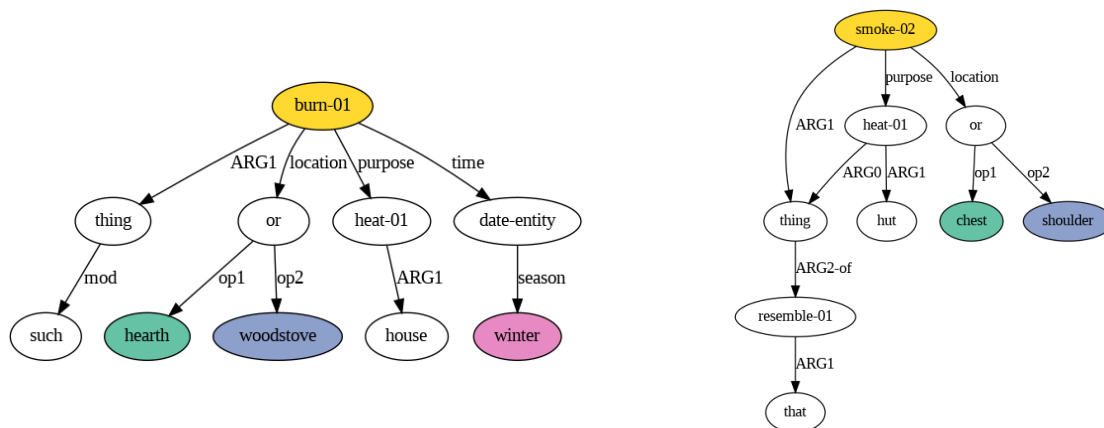 smoke-02
purpose
location
burn-01
ARG1
heat-01
or
ARG1
location
purpose
time
ARG0
ARG1
op1
op2
thing
or
heat-01
date-entity
thing
hut
chest
shoulder
mod
op1
op2
ARG1
season
ARG2-of
such
hearth
woodstove
house
winter
resemble-01
ARG1
that